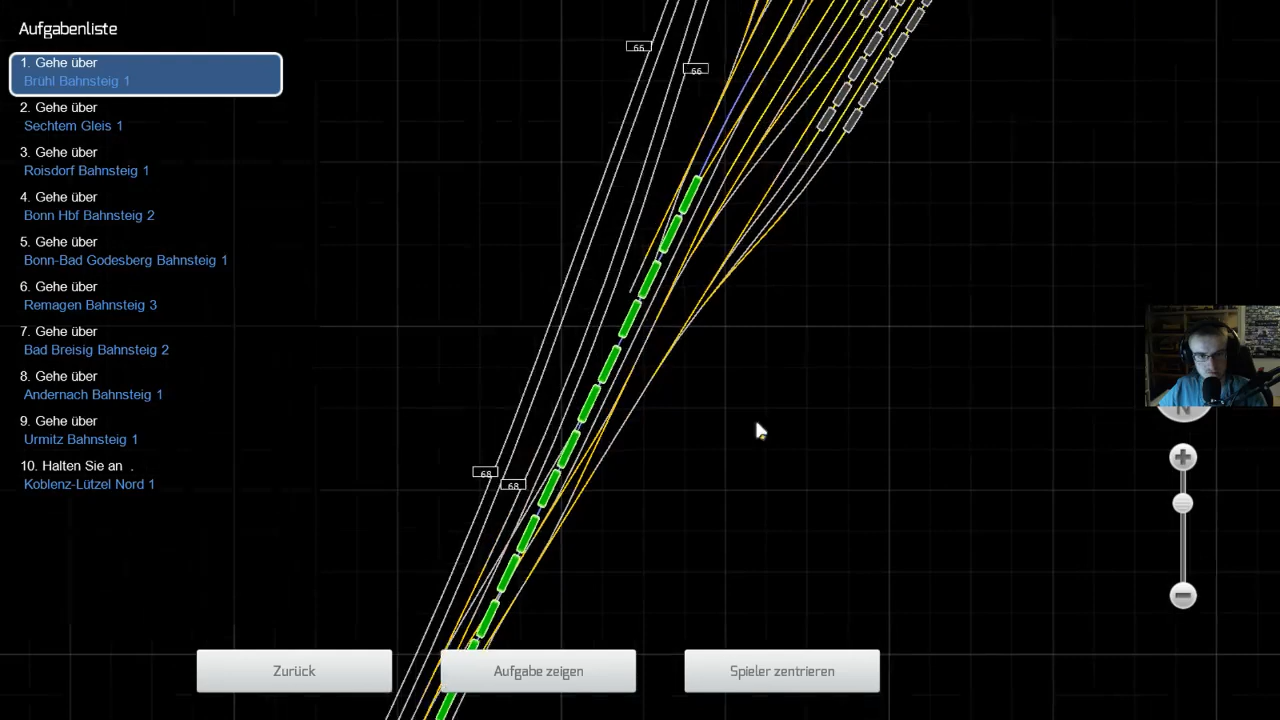 Aufgabenliste
1. Gehe über
Brühl Bahnsteig 1
2. Gehe über
Sechtem Gleis 1
3. Gehe über
Roisdorf Bahnsteig 1
4. Gehe über
Bonn Hbf Bahnsteig 2
5. Gehe über
Bonn-Bad Godesberg Bahnsteig 1
6. Gehe über
Remagen Bahnsteig 3
7. Gehe über
Bad Breisig Bahnsteig 2
8. Gehe über
Andernach Bahnsteig 1
9. Gehe über
Urmitz Bahnsteig 1
10. Halten Sie an .
Koblenz-Lützel Nord 1
66
66
68
68
N
Zurück
Aufgabe zeigen
Spieler zentrieren